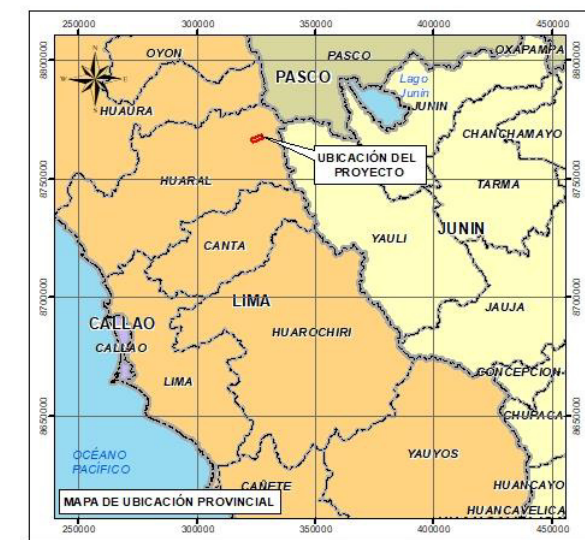 250000 300000 350000 400000 450000
8800000 8800000
OYON
PASCO
OXAPAMPA
N
W E
S
PASCO
Lago
Junin
JUNIN
HUAURA
CHANCHAMAYO
UBICACIÓN DEL
PROYECTO
8750000 8750000
HUARAL
TARMA
CANTA
YAULI
JUNIN
LIMA
8700000 8700000
JAUJA
CALLAO
HUAROCHIRI
CALLAO
LIMA
CONCEPCION
CHUPACA
8650000 8650000
OCÉANO
PACÍFICO
YAUYOS
CAÑETE
HUANCAYO
MAPA DE UBICACIÓN PROVINCIAL
HUANCAVELICA
250000 300000 350000 400000 450000